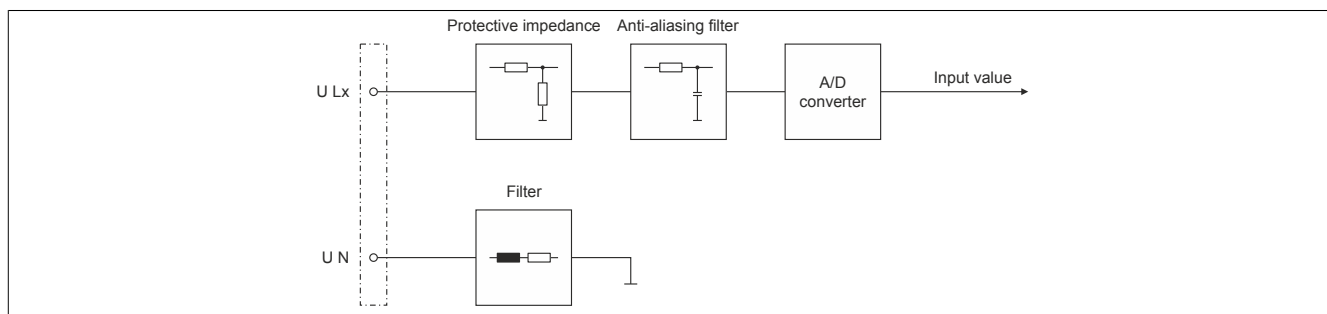 Protective impedance
Anti-aliasing filter
U Lx
A/D
converter
Input value
Filter
U N